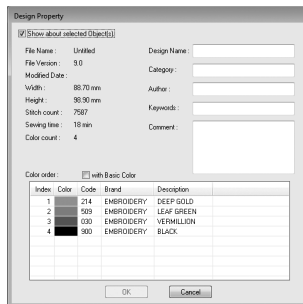 Design Property
Show about selected Object(s)
File Name : Untitled
File Version : 9.0
Modified Date :
Width : 88.70 mm
Height : 98.90 mm
Stitch count : 7587
Sewing time : 18 min
Color count : 4
Design Name :
Category :
Author :
Keywords :
Comment :
Color order : with Basic Color
Index Color Code Brand Description
1 214 EMBROIDERY DEEP GOLD
2 509 EMBROIDERY LEAF GREEN
3 030 EMBROIDERY VERMILLION
4 900 EMBROIDERY BLACK
OK Cancel